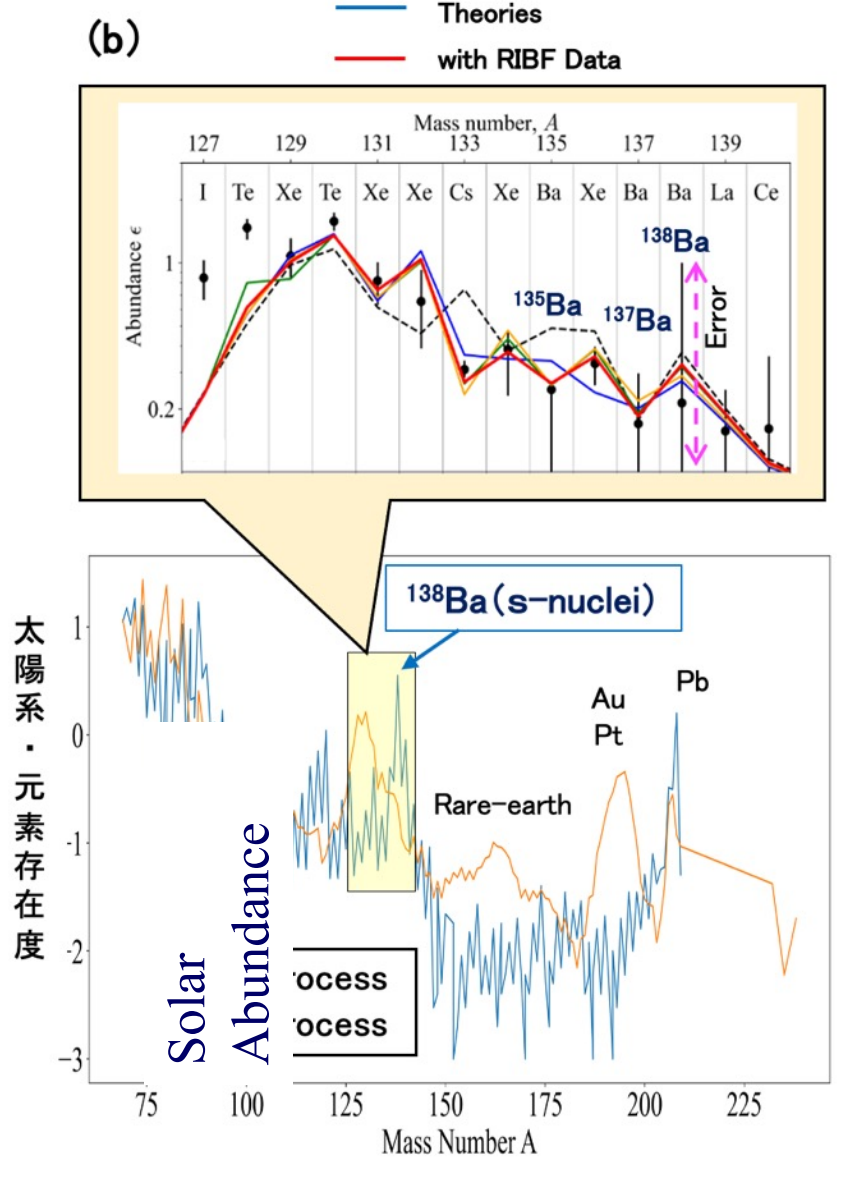 (b)
Theories
with RIBF Data
Mass number, A
127 129 131 133 135 137 139
I Te Xe Te Xe Xe Cs Xe Ba Xe Ba Ba La Ce
Abundance ϵ
1
0.2
¹³⁵Ba
¹³⁷Ba
¹³⁸Ba
Error
¹³⁸Ba(s-nuclei)
太陽系・元素存在度
1
0
-1
-2
−3
Au
Pt
Pb
Rare-earth
Solar
Abundance
ocess
ocess
75 100 125 150 175 200 225
Mass Number A